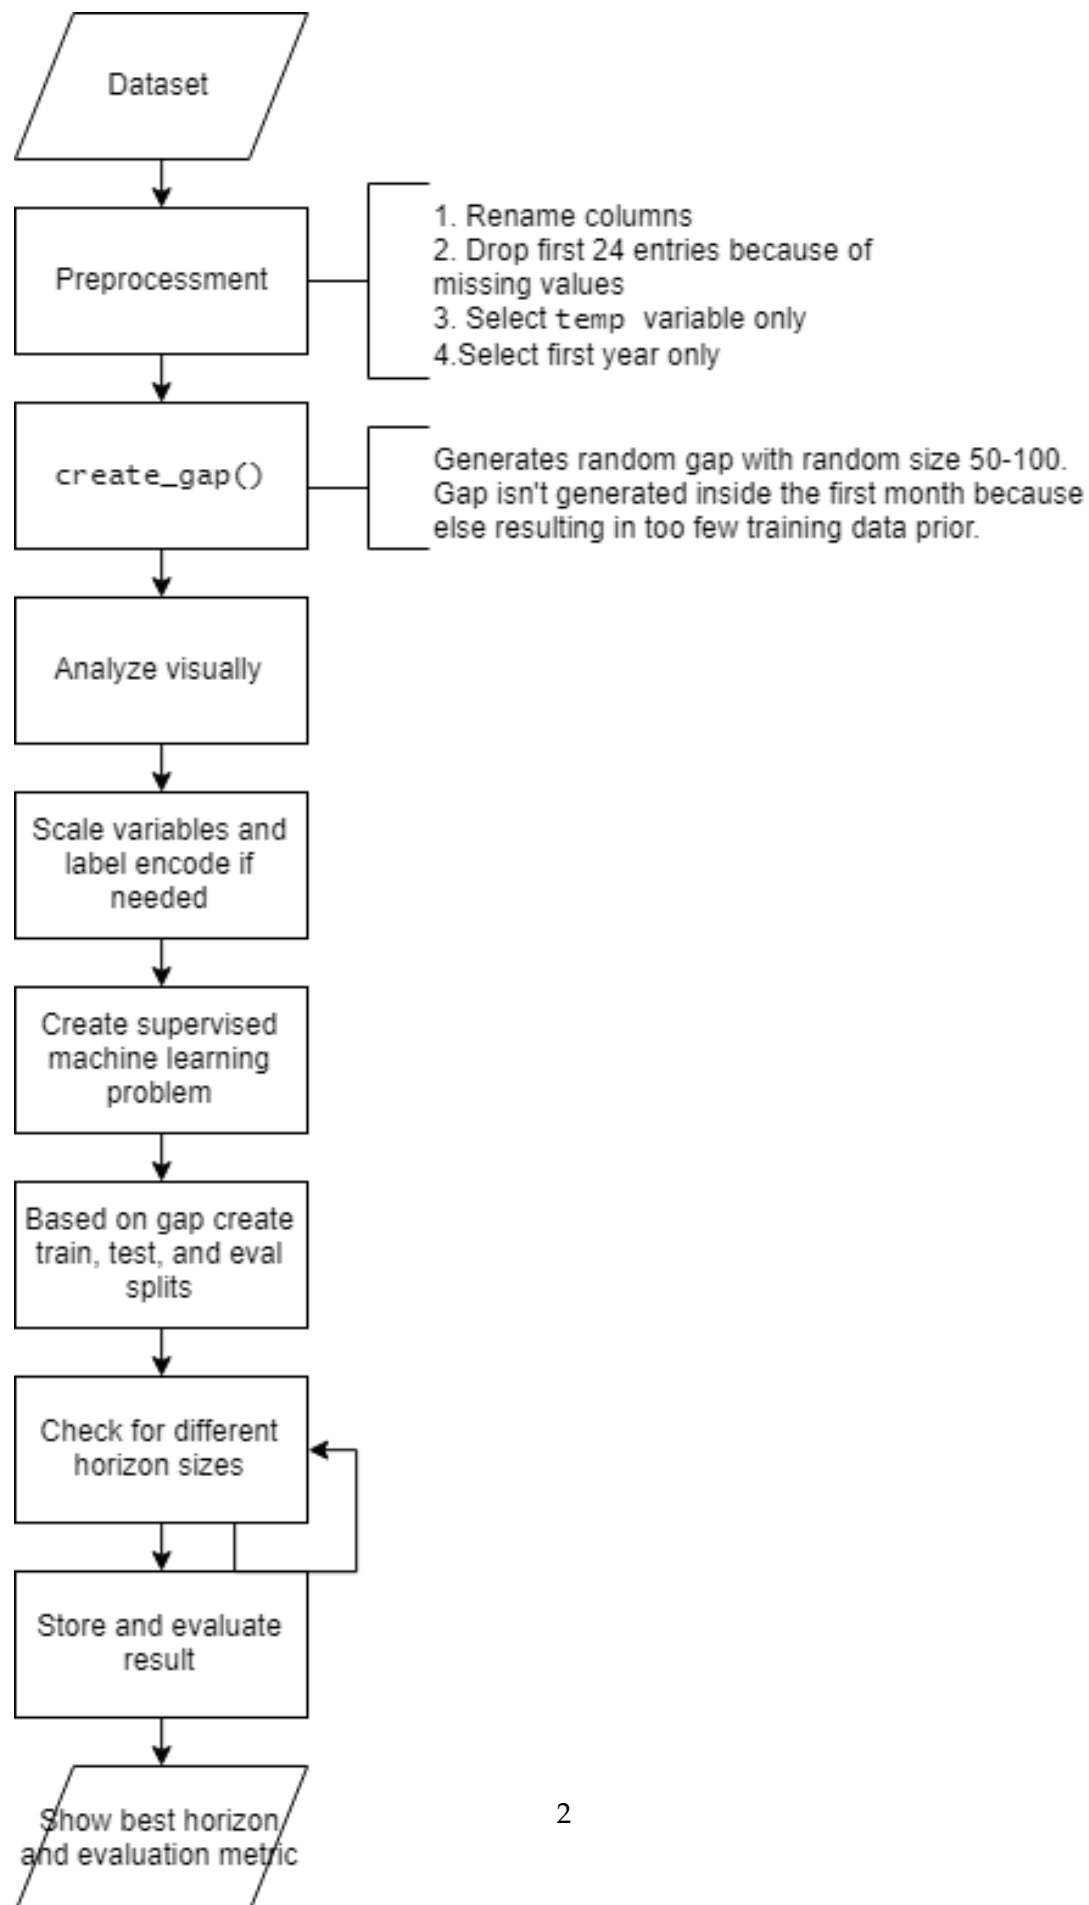 Dataset
Preprocessment
1. Rename columns
2. Drop first 24 entries because of
missing values
3. Select temp variable only
4.Select first year only
create_gap()
Generates random gap with random size 50-100.
Gap isn't generated inside the first month because
else resulting in too few training data prior.
Analyze visually
Scale variables and
label encode if
needed
Create supervised
machine learning
problem
Based on gap create
train, test, and eval
splits
Check for different
horizon sizes
Store and evaluate
result
Show best horizon
and evaluation metric
2